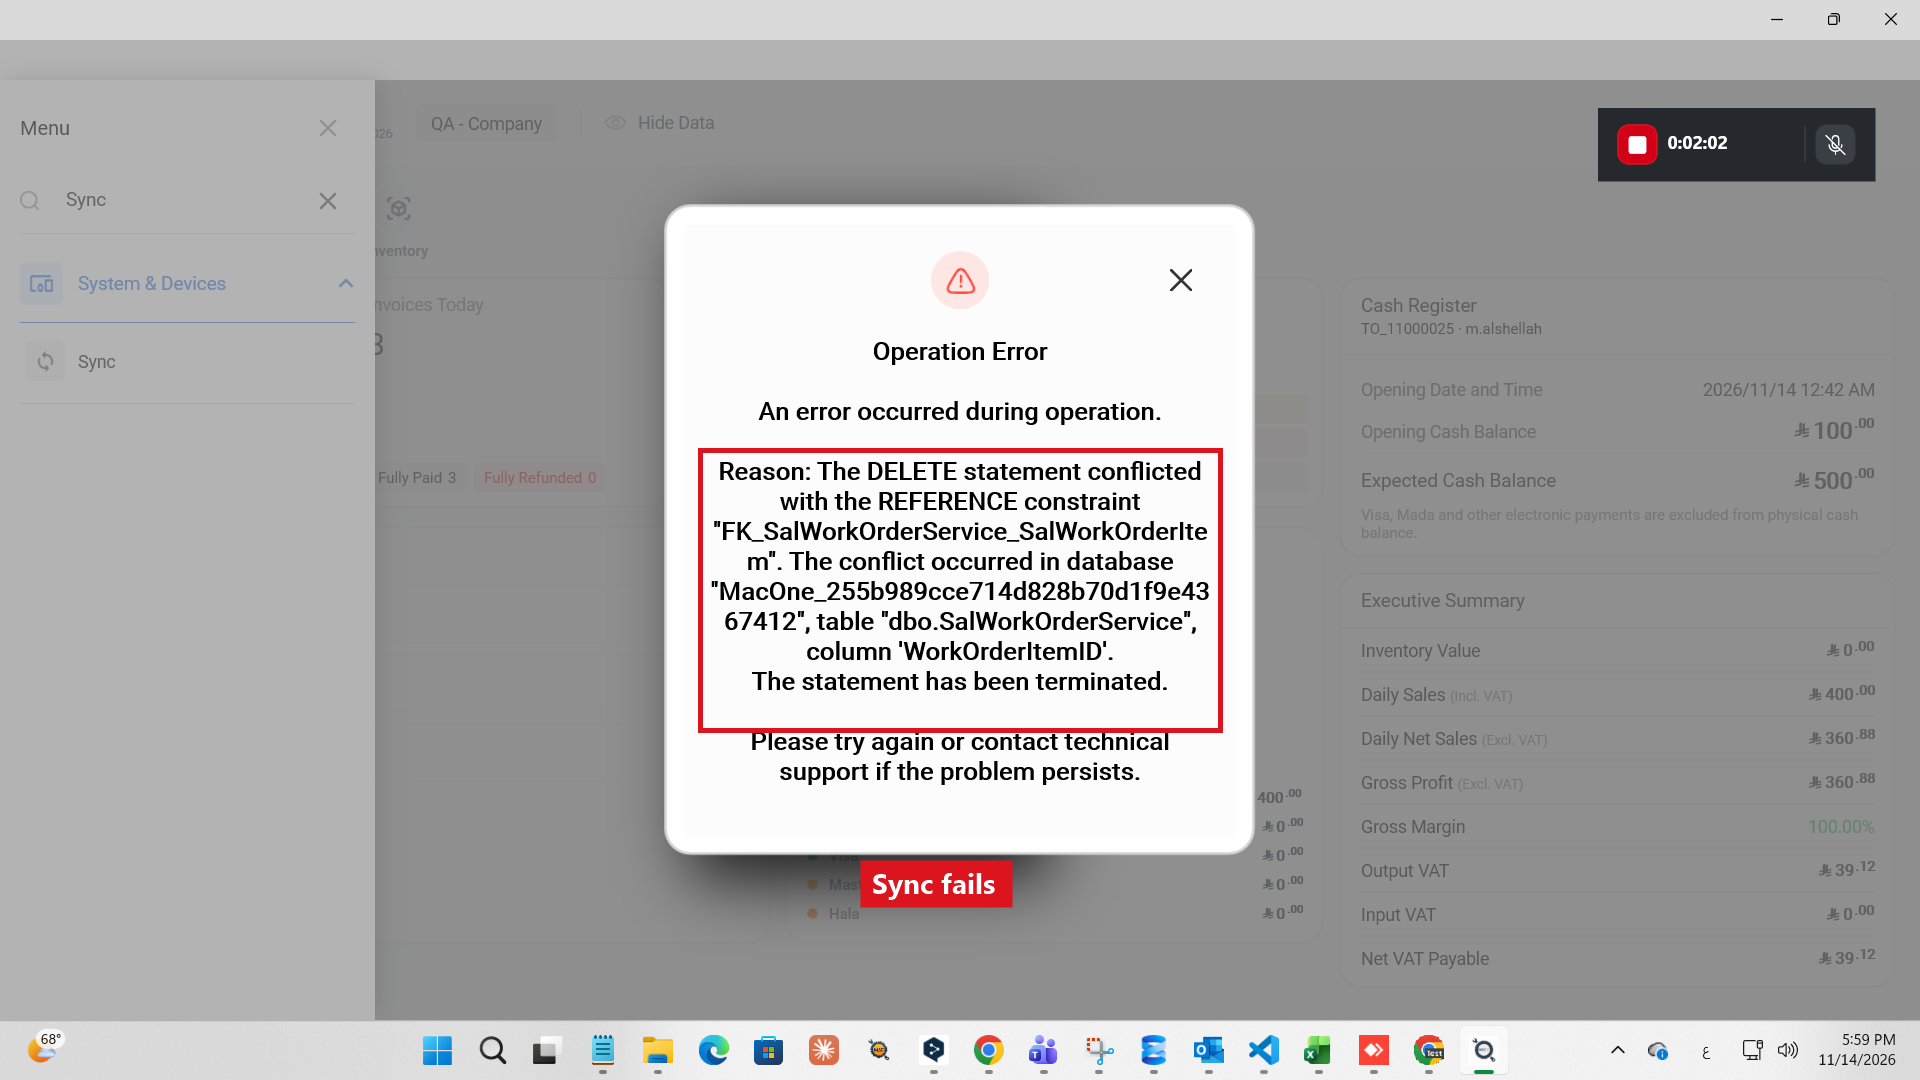 Menu
026
QA - Company
Hide Data
0:02:02
Sync
nventory
System & Devices
nvoices Today
3
Sync
Fully Paid 3
Fully Refunded 0
Operation Error
An error occurred during operation.
Reason: The DELETE statement conflicted
with the REFERENCE constraint
"FK_SalWorkOrderService_SalWorkOrderIte
m". The conflict occurred in database
"MacOne_255b989cce714d828b70d1f9e43
67412", table "dbo.SalWorkOrderService",
column 'WorkOrderItemID'.
The statement has been terminated.
Please try again or contact technical
support if the problem persists.
Sync fails
400.00
0.00
Visa
0.00
Mast
0.00
Hala
0.00
Cash Register
TO_11000025 · m.alshellah
Opening Date and Time
2026/11/14 12:42 AM
Opening Cash Balance
100.00
Expected Cash Balance
500.00
Visa, Mada and other electronic payments are excluded from physical cash
balance.
Executive Summary
Inventory Value
0.00
Daily Sales (Incl. VAT)
400.00
Daily Net Sales (Excl. VAT)
360.88
Gross Profit (Excl. VAT)
360.88
Gross Margin
100.00%
Output VAT
39.12
Input VAT
0.00
Net VAT Payable
39.12
68°
Test
ع
5:59 PM
11/14/2026